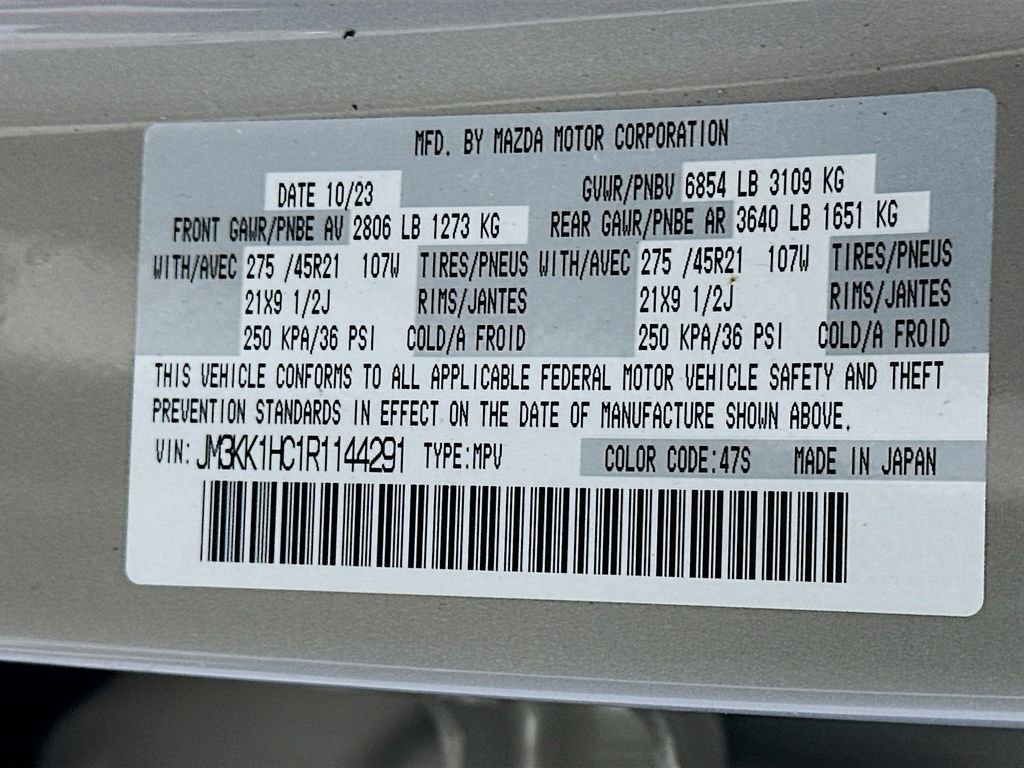 MFD. BY MAZDA MOTOR CORPORATION
DATE 10/23 GVWR/PNBV 6854 LB 3109 KG
FRONT GAWR/PNBE AV 2806 LB 1273 KG REAR GAWR/PNBE AR 3640 LB 1651 KG
WITH/AVEC 275 /45R21 107W TIRES/PNEUS WITH/AVEC 275 /45R21 107W TIRES/PNEUS
21X9 1/2J RIMS/JANTES 21X9 1/2J RIMS/JANTES
250 KPA/36 PSI COLD/A FROID 250 KPA/36 PSI COLD/A FROID
THIS VEHICLE CONFORMS TO ALL APPLICABLE FEDERAL MOTOR VEHICLE SAFETY AND THEFT
PREVENTION STANDARDS IN EFFECT ON THE DATE OF MANUFACTURE SHOWN ABOVE.
VIN: JM3KK1HC1R1144291 TYPE:MPV COLOR CODE:47S MADE IN JAPAN